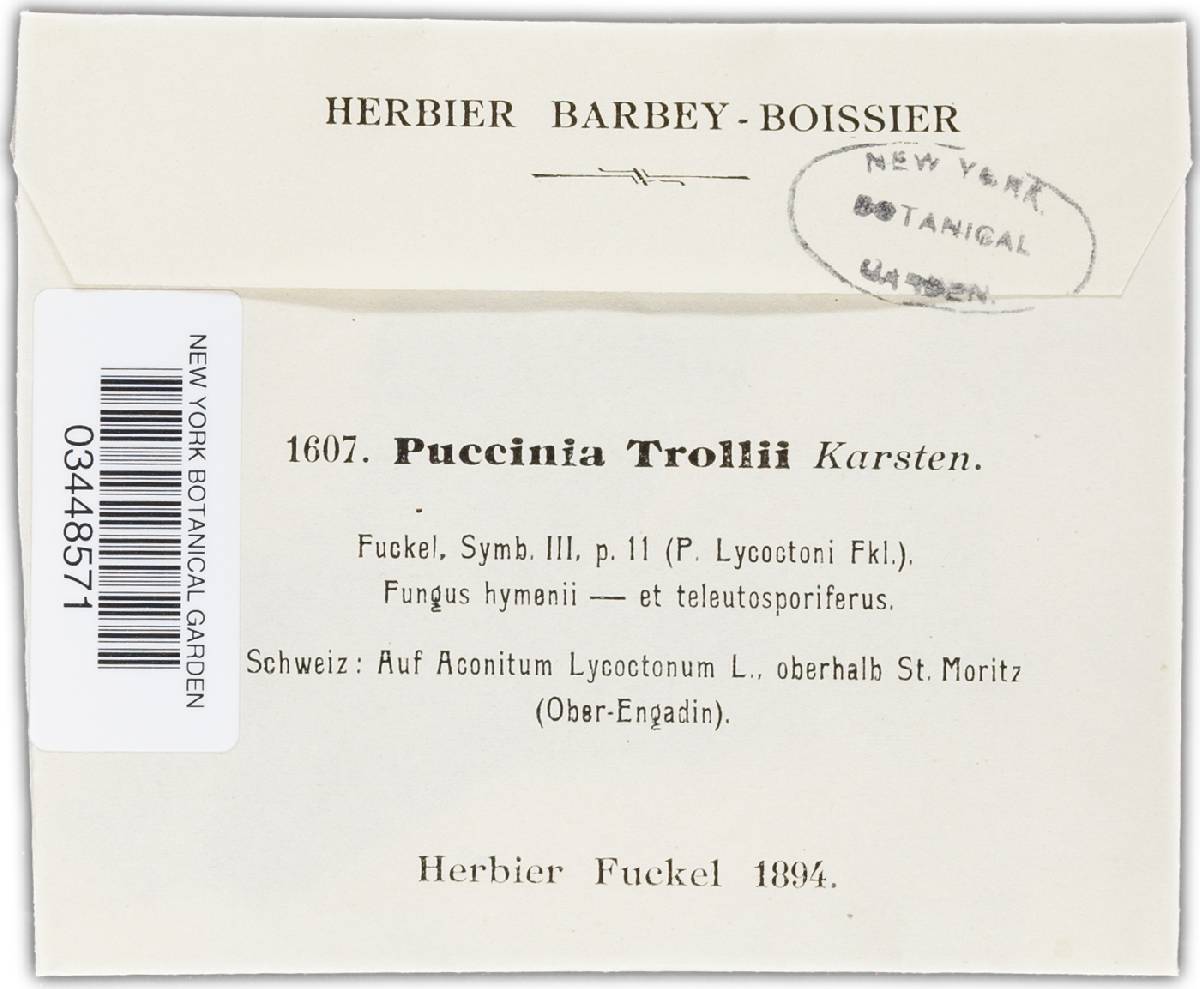 HERBIER BARBEY-BOISSIER
NEW YORK
BOTANICAL
GARDEN.
NEW YORK BOTANICAL GARDEN
03448571
1607. Puccinia Trollii Karsten.
Fuckel, Symb. III, p. 11 (P. Lycoctoni Fkl.).
Fungus hymenii — et teleutosporiferus.
Schweiz: Auf Aconitum Lycoctonum L., oberhalb St. Moritz
(Ober-Engadin).
Herbier Fuckel 1894.